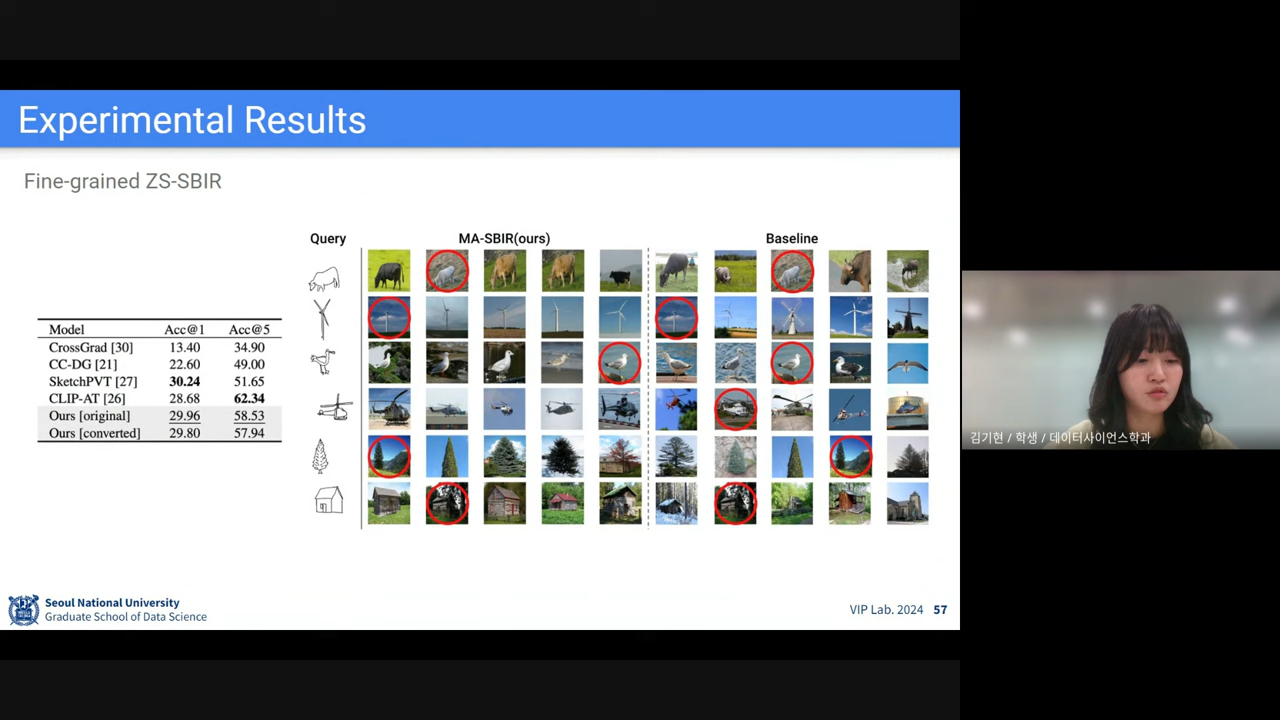 Experimental Results
Fine-grained ZS-SBIR
Query MA-SBIR(ours) Baseline
Model Acc@1 Acc@5
CrossGrad [30] 13.40 34.90
CC-DG [21] 22.60 49.00
SketchPVT [27] 30.24 51.65
CLIP-AT [26] 28.68 62.34
Ours [original] 29.96 58.53
Ours [converted] 29.80 57.94
김기현 / 학생 / 데이터사이언스학과
Seoul National University
Graduate School of Data Science
VIP Lab. 2024 57